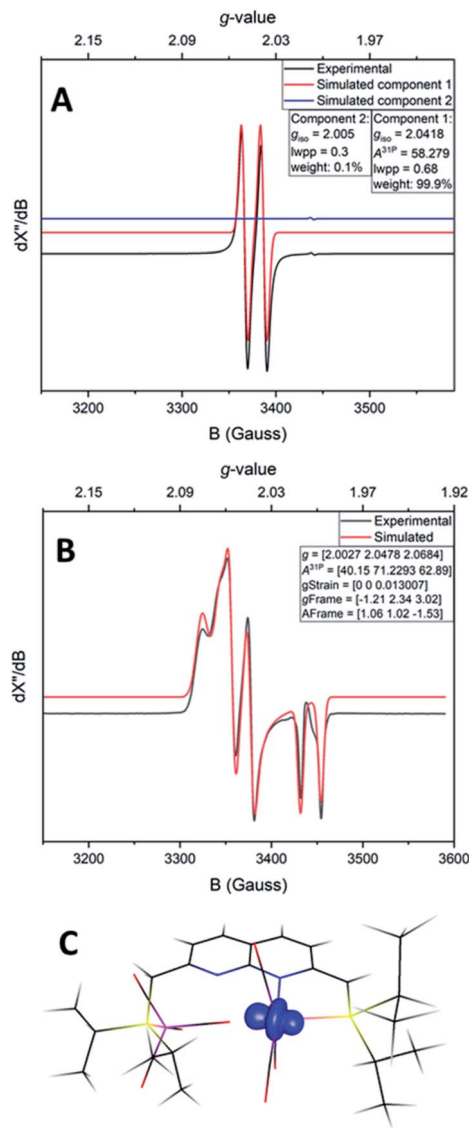 g-value
2.15 2.09 2.03 1.97
A
Experimental
Simulated component 1
Simulated component 2
Component 2:
giso = 2.005
lwpp = 0.3
weight: 0.1%
Component 1:
giso = 2.0418
A31P = 58.279
lwpp = 0.68
weight: 99.9%
dX"/dB
3200 3300 3400 3500
B (Gauss)
g-value
2.15 2.09 2.03 1.97 1.92
B
Experimental
Simulated
g = [2.0027 2.0478 2.0684]
A31P = [40.15 71.2293 62.89]
gStrain = [0 0 0.013007]
gFrame = [-1.21 2.34 3.02]
AFrame = [1.06 1.02 -1.53]
dX"/dB
3200 3300 3400 3500 3600
B (Gauss)
C